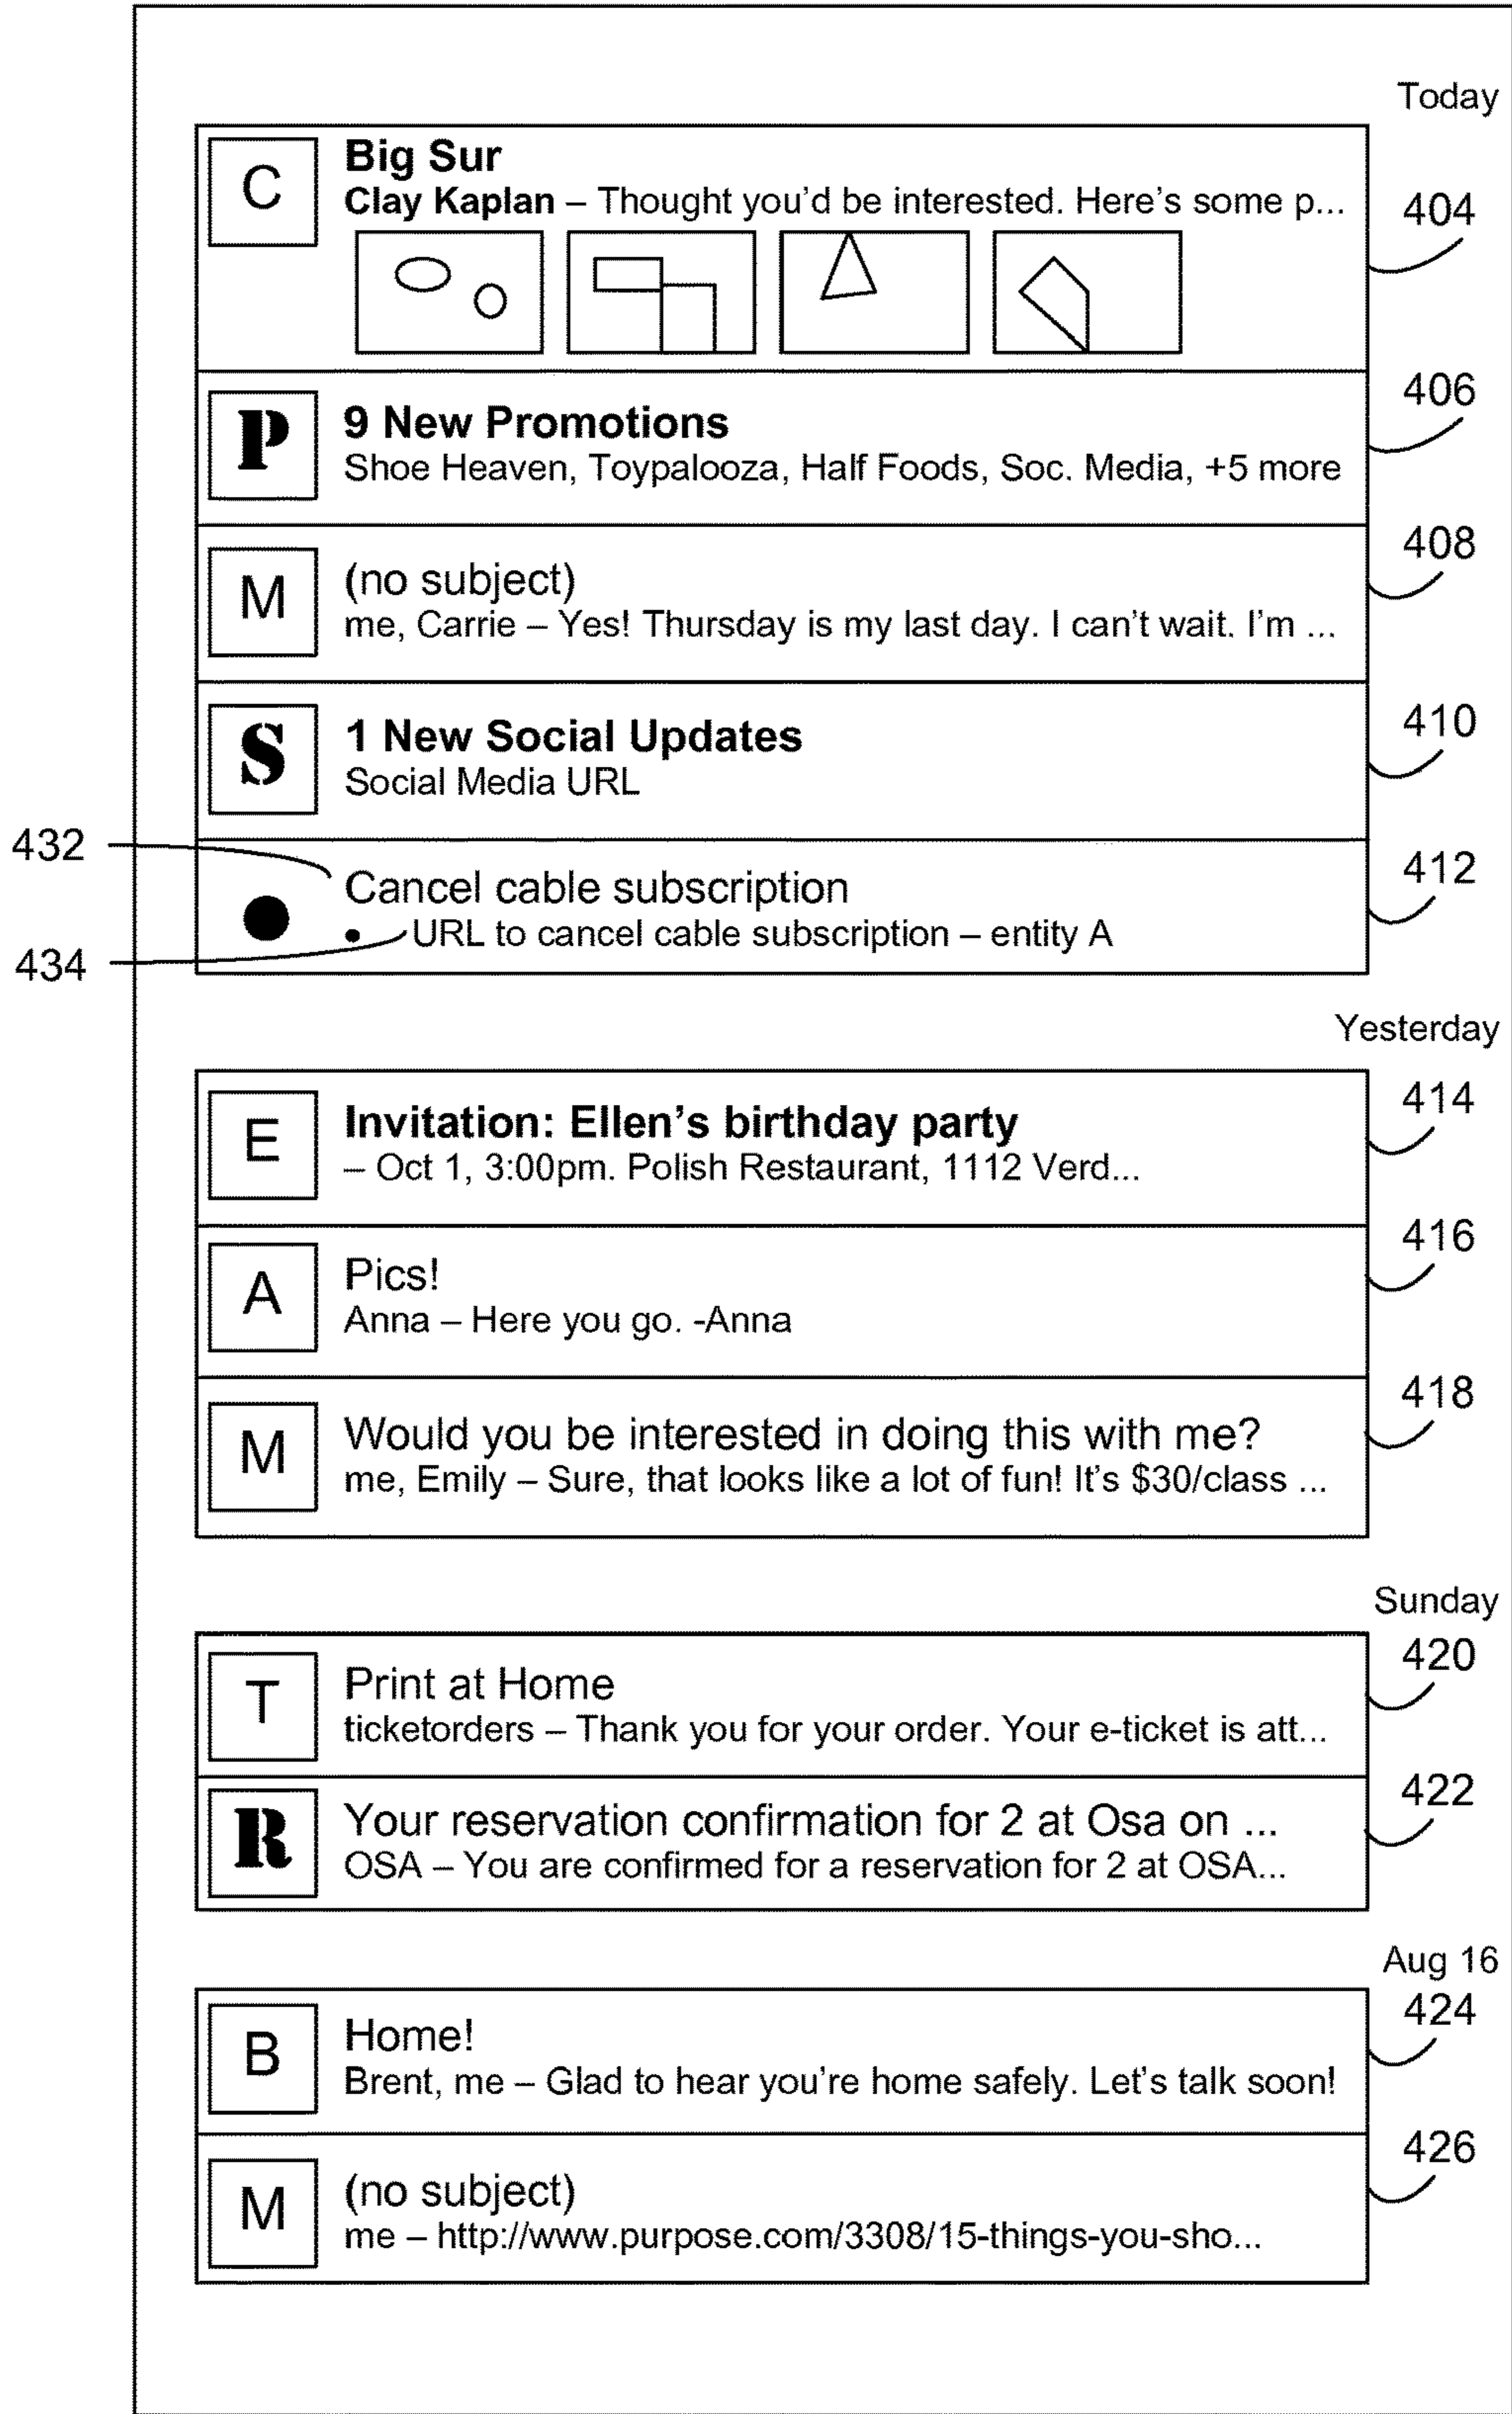 Today
C
Big Sur
Clay Kaplan – Thought you'd be interested. Here's some p...
404
406
P
9 New Promotions
Shoe Heaven, Toypalooza, Half Foods, Soc. Media, +5 more
408
M
(no subject)
me, Carrie – Yes! Thursday is my last day. I can't wait. I'm ...
410
S
1 New Social Updates
Social Media URL
432
412
Cancel cable subscription
• URL to cancel cable subscription – entity A
434
Yesterday
414
E
Invitation: Ellen's birthday party
– Oct 1, 3:00pm. Polish Restaurant, 1112 Verd...
416
A
Pics!
Anna – Here you go. -Anna
418
M
Would you be interested in doing this with me?
me, Emily – Sure, that looks like a lot of fun! It's $30/class ...
Sunday
420
T
Print at Home
ticketorders – Thank you for your order. Your e-ticket is att...
422
R
Your reservation confirmation for 2 at Osa on ...
OSA – You are confirmed for a reservation for 2 at OSA...
Aug 16
424
B
Home!
Brent, me – Glad to hear you're home safely. Let's talk soon!
426
M
(no subject)
me – http://www.purpose.com/3308/15-things-you-sho...